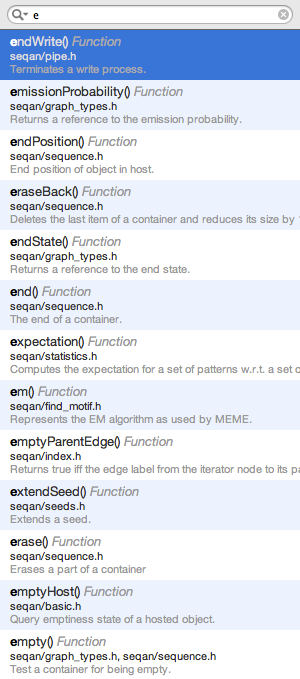 e
endWrite() Function
seqan/pipe.h
Terminates a write process.
emissionProbability() Function
seqan/graph_types.h
Returns a reference to the emission probability.
endPosition() Function
seqan/sequence.h
End position of object in host.
eraseBack() Function
seqan/sequence.h
Deletes the last item of a container and reduces its size by
endState() Function
seqan/graph_types.h
Returns a reference to the end state.
end() Function
seqan/sequence.h
The end of a container.
expectation() Function
seqan/statistics.h
Computes the expectation for a set of patterns w.r.t. a set
em() Function
seqan/find_motif.h
Represents the EM algorithm as used by MEME.
emptyParentEdge() Function
seqan/index.h
Returns true iff the edge label from the iterator node to its
extendSeed() Function
seqan/seeds.h
Extends a seed.
erase() Function
seqan/sequence.h
Erases a part of a container
emptyHost() Function
seqan/basic.h
Query emptiness state of a hosted object.
empty() Function
seqan/graph_types.h, seqan/sequence.h
Test a container for being empty.